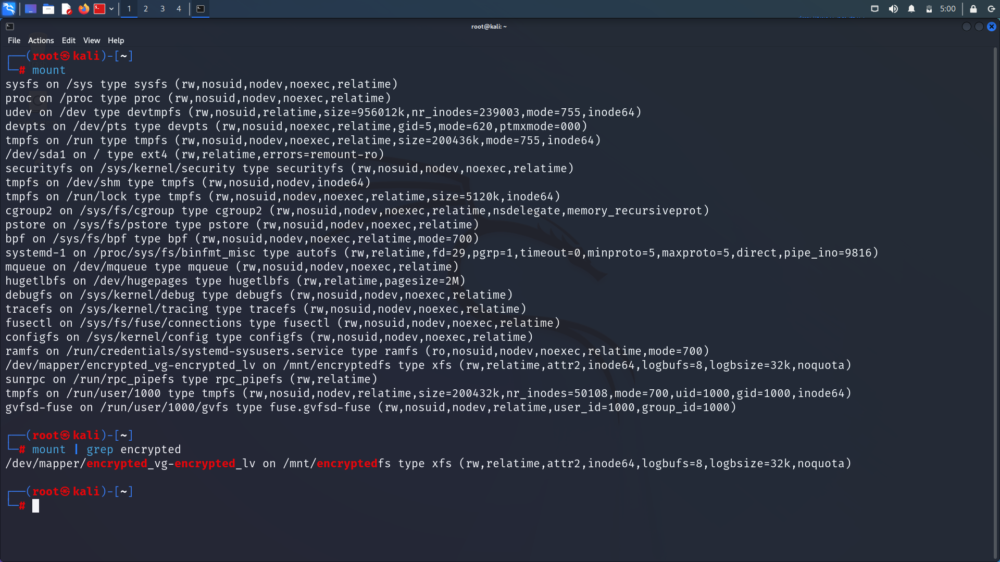 1 2 3 4 5:00
root@kali: ~
File Actions Edit View Help
┌──(root㉿kali)-[~]
└─# mount
sysfs on /sys type sysfs (rw,nosuid,nodev,noexec,relatime)
proc on /proc type proc (rw,nosuid,nodev,noexec,relatime)
udev on /dev type devtmpfs (rw,nosuid,relatime,size=956012k,nr_inodes=239003,mode=755,inode64)
devpts on /dev/pts type devpts (rw,nosuid,noexec,relatime,gid=5,mode=620,ptmxmode=000)
tmpfs on /run type tmpfs (rw,nosuid,nodev,noexec,relatime,size=200436k,mode=755,inode64)
/dev/sda1 on / type ext4 (rw,relatime,errors=remount-ro)
securityfs on /sys/kernel/security type securityfs (rw,nosuid,nodev,noexec,relatime)
tmpfs on /dev/shm type tmpfs (rw,nosuid,nodev,inode64)
tmpfs on /run/lock type tmpfs (rw,nosuid,nodev,noexec,relatime,size=5120k,inode64)
cgroup2 on /sys/fs/cgroup type cgroup2 (rw,nosuid,nodev,noexec,relatime,nsdelegate,memory_recursiveprot)
pstore on /sys/fs/pstore type pstore (rw,nosuid,nodev,noexec,relatime)
bpf on /sys/fs/bpf type bpf (rw,nosuid,nodev,noexec,relatime,mode=700)
systemd-1 on /proc/sys/fs/binfmt_misc type autofs (rw,relatime,fd=29,pgrp=1,timeout=0,minproto=5,maxproto=5,direct,pipe_ino=9816)
mqueue on /dev/mqueue type mqueue (rw,nosuid,nodev,noexec,relatime)
hugetlbfs on /dev/hugepages type hugetlbfs (rw,relatime,pagesize=2M)
debugfs on /sys/kernel/debug type debugfs (rw,nosuid,nodev,noexec,relatime)
tracefs on /sys/kernel/tracing type tracefs (rw,nosuid,nodev,noexec,relatime)
fusectl on /sys/fs/fuse/connections type fusectl (rw,nosuid,nodev,noexec,relatime)
configfs on /sys/kernel/config type configfs (rw,nosuid,nodev,noexec,relatime)
ramfs on /run/credentials/systemd-sysusers.service type ramfs (ro,nosuid,nodev,noexec,relatime,mode=700)
/dev/mapper/encrypted_vg-encrypted_lv on /mnt/encryptedfs type xfs (rw,relatime,attr2,inode64,logbufs=8,logbsize=32k,noquota)
sunrpc on /run/rpc_pipefs type rpc_pipefs (rw,relatime)
tmpfs on /run/user/1000 type tmpfs (rw,nosuid,nodev,relatime,size=200432k,nr_inodes=50108,mode=700,uid=1000,gid=1000,inode64)
gvfsd-fuse on /run/user/1000/gvfs type fuse.gvfsd-fuse (rw,nosuid,nodev,relatime,user_id=1000,group_id=1000)
┌──(root㉿kali)-[~]
└─# mount | grep encrypted
/dev/mapper/encrypted_vg-encrypted_lv on /mnt/encryptedfs type xfs (rw,relatime,attr2,inode64,logbufs=8,logbsize=32k,noquota)
┌──(root㉿kali)-[~]
└─#